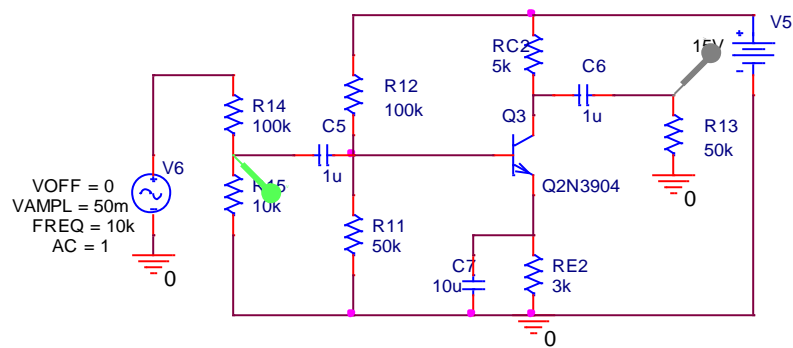 V5
15V
RC2
5k
C6
1u
R12
100k
R14
100k
C5
1u
Q3
R13
50k
0
V6
VOFF = 0
VAMPL = 50m
FREQ = 10k
AC = 1
0
R15
10k
Q2N3904
R11
50k
C7
10u
RE2
3k
0